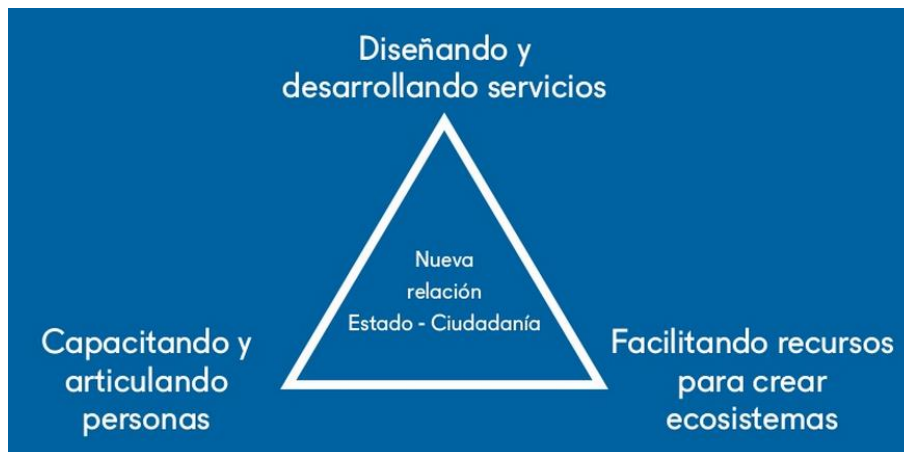 Diseñando y
desarrollando servicios
Nueva
relación
Estado - Ciudadanía
Capacitando y
articulando
personas
Facilitando recursos
para crear
ecosistemas